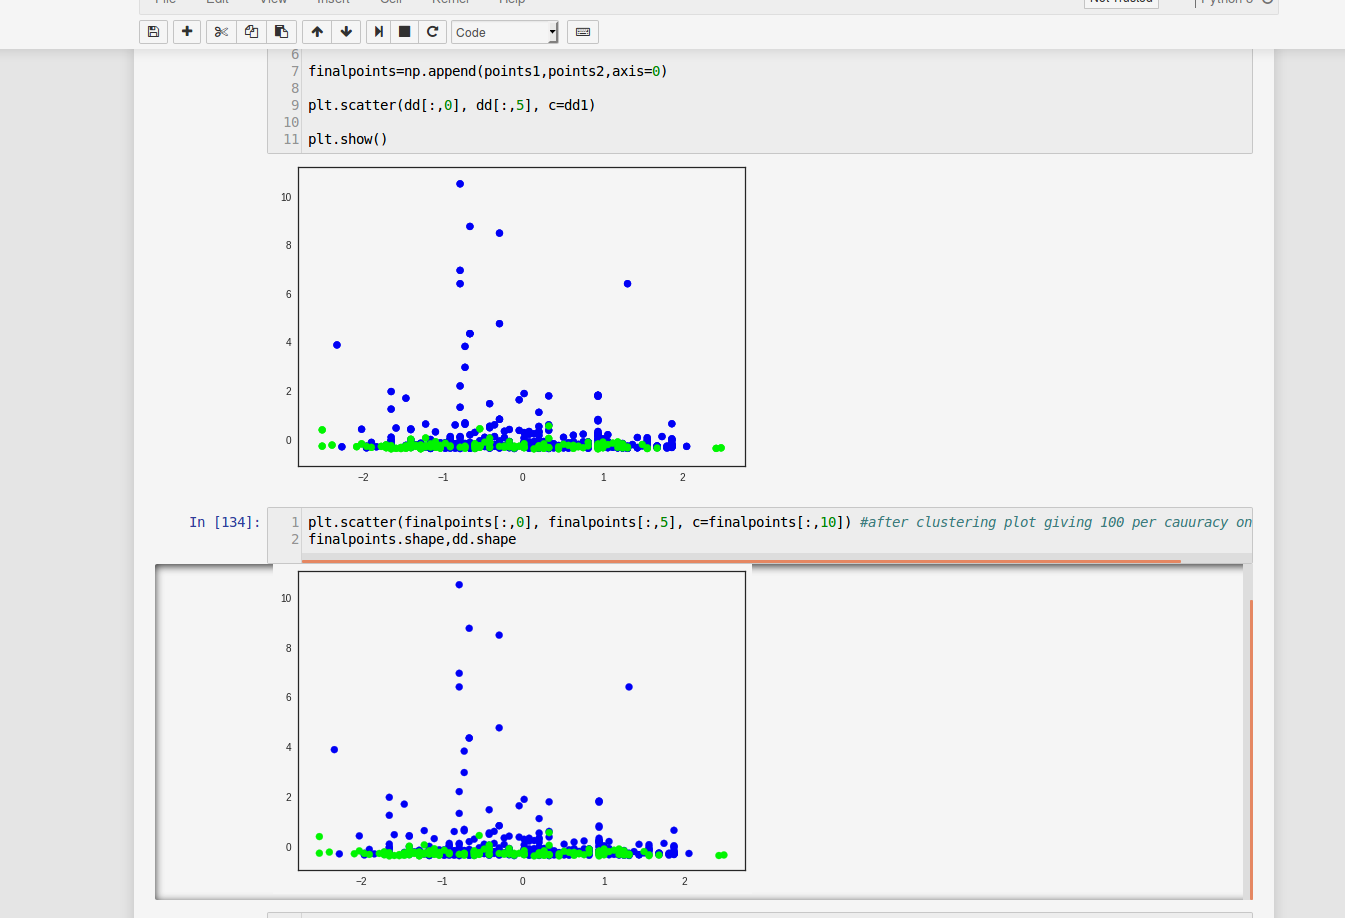 File Edit View Insert Cell Kernel Help Not Trusted Python 3
Code
6
7 finalpoints=np.append(points1,points2,axis=0)
8
9 plt.scatter(dd[:,0], dd[:,5], c=dd1)
10
11 plt.show()
10
8
6
4
2
0
−2 −1 0 1 2
In [134]: 1 plt.scatter(finalpoints[:,0], finalpoints[:,5], c=finalpoints[:,10]) #after clustering plot giving 100 per cauuracy on
2 finalpoints.shape,dd.shape
10
8
6
4
2
0
−2 −1 0 1 2